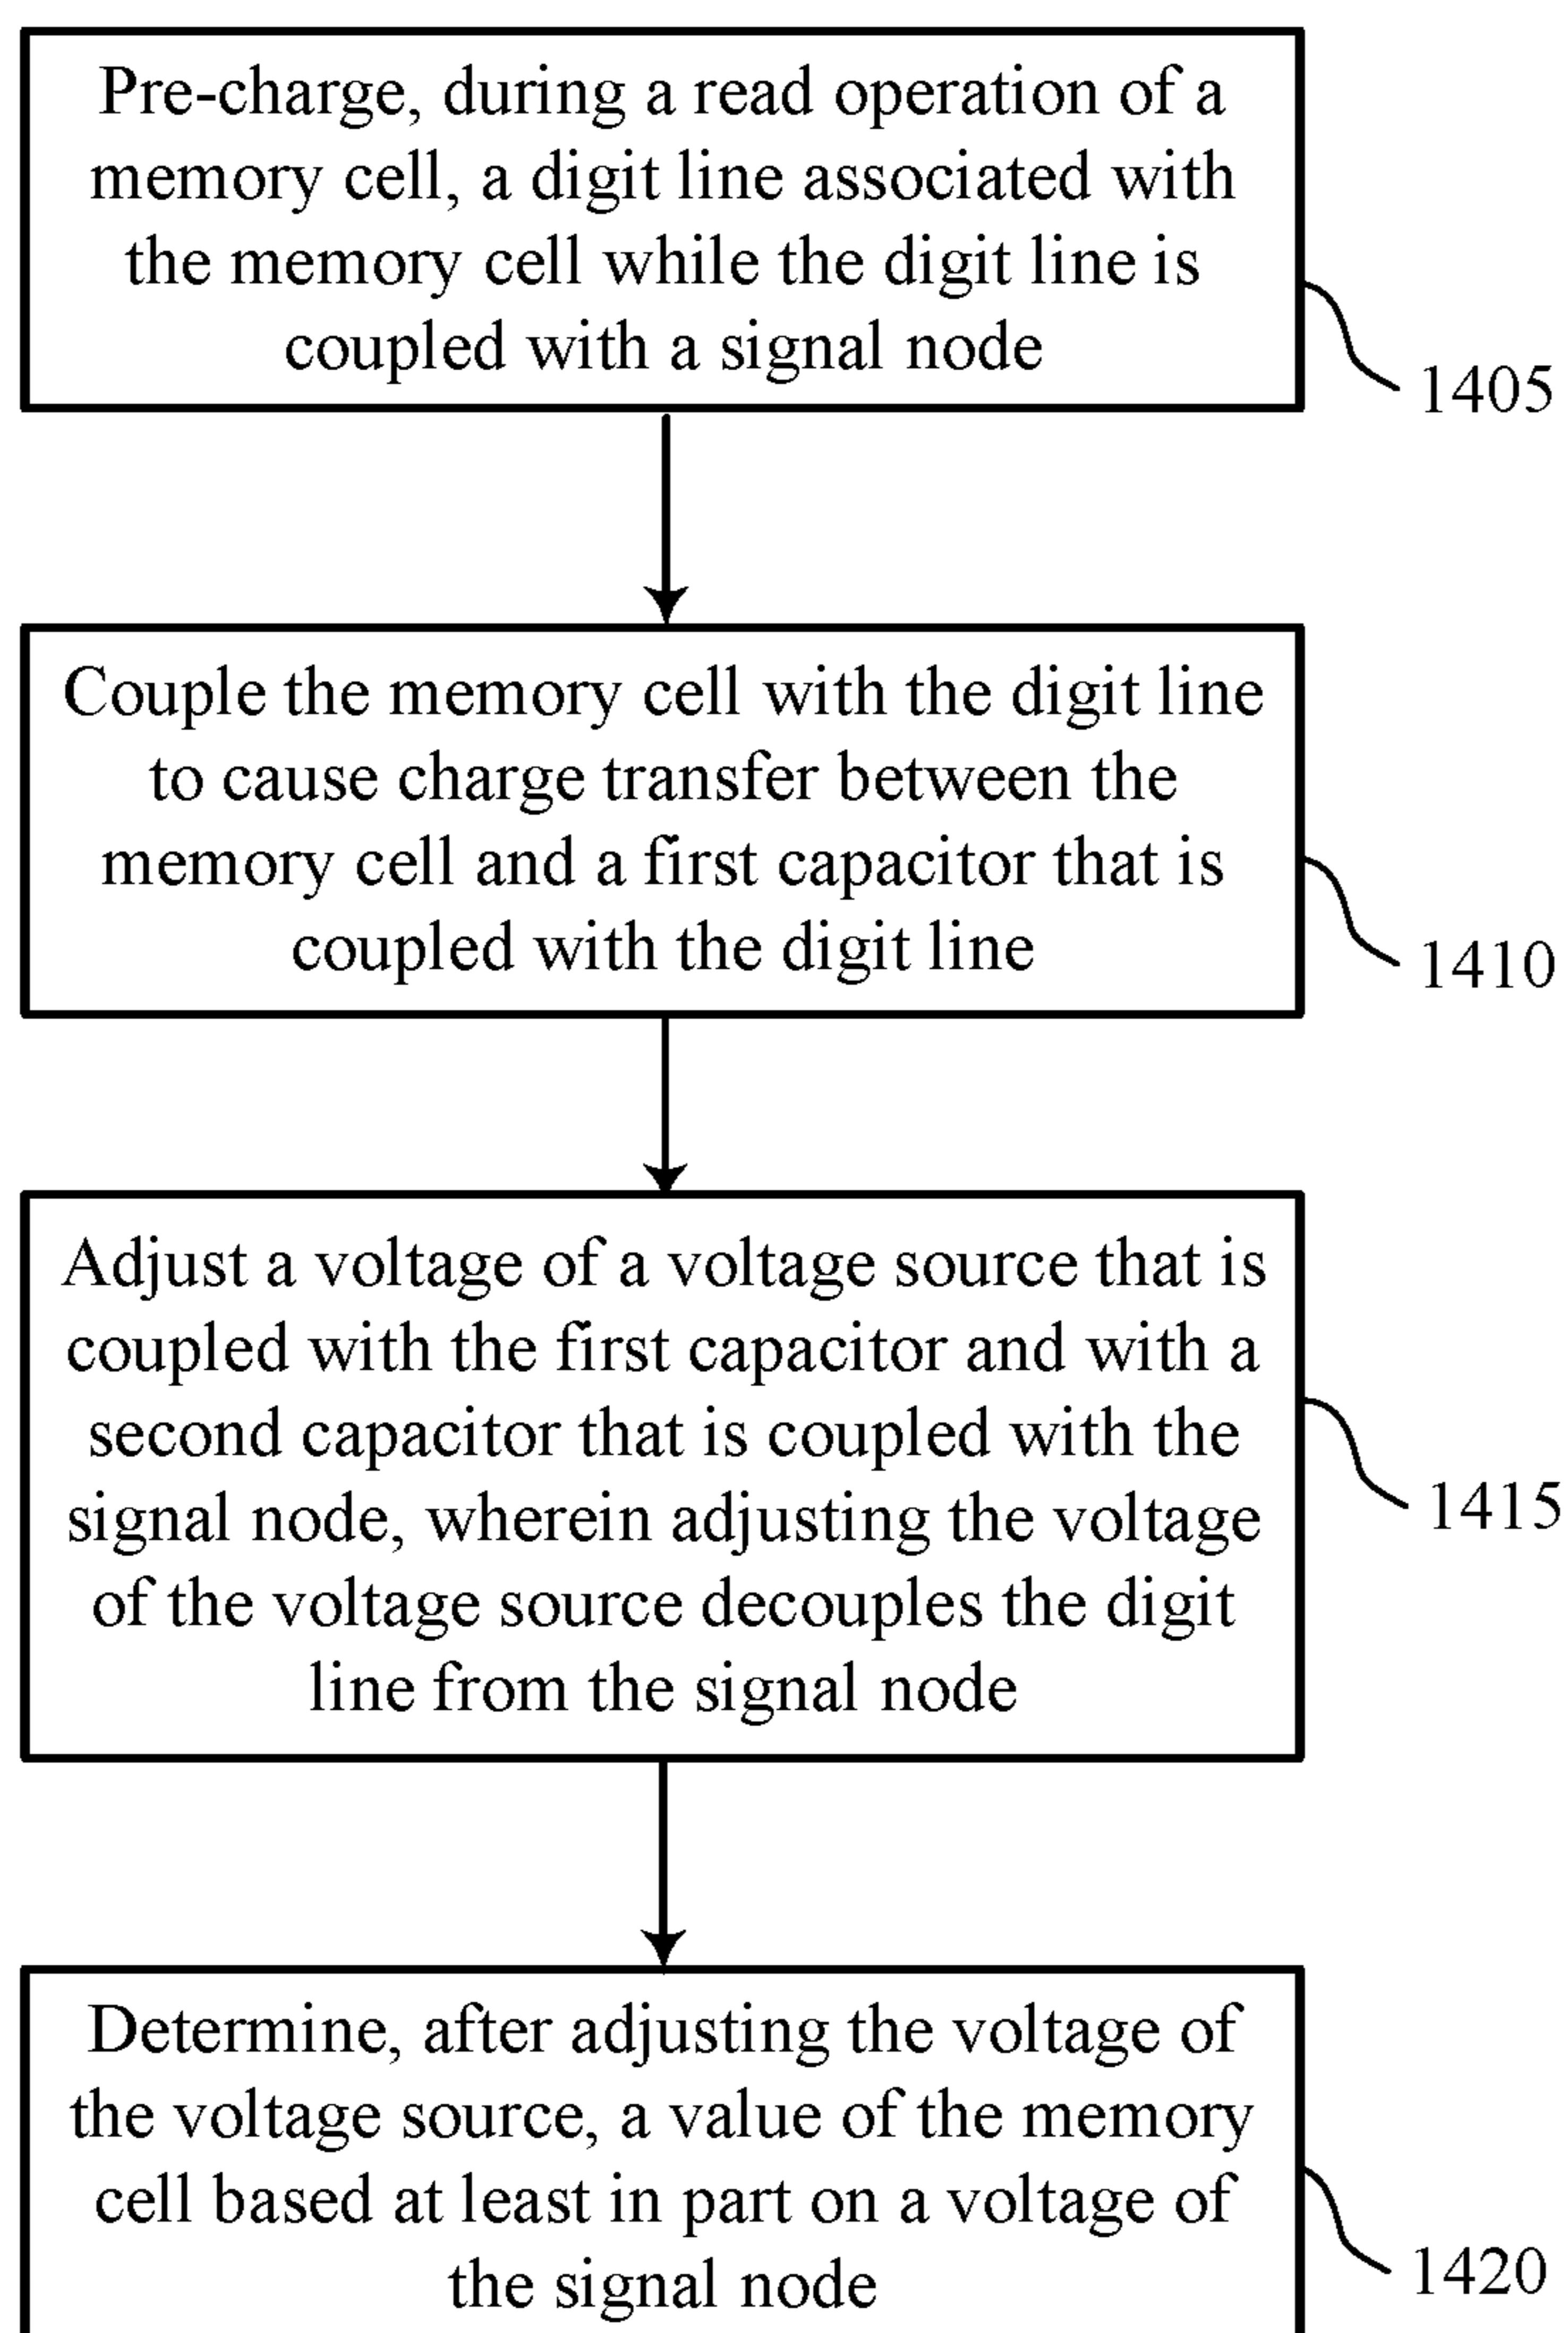 Pre-charge, during a read operation of a
memory cell, a digit line associated with
the memory cell while the digit line is
coupled with a signal node
1405
Couple the memory cell with the digit line
to cause charge transfer between the
memory cell and a first capacitor that is
coupled with the digit line
1410
Adjust a voltage of a voltage source that is
coupled with the first capacitor and with a
second capacitor that is coupled with the
signal node, wherein adjusting the voltage
of the voltage source decouples the digit
line from the signal node
1415
Determine, after adjusting the voltage of
the voltage source, a value of the memory
cell based at least in part on a voltage of
the signal node
1420